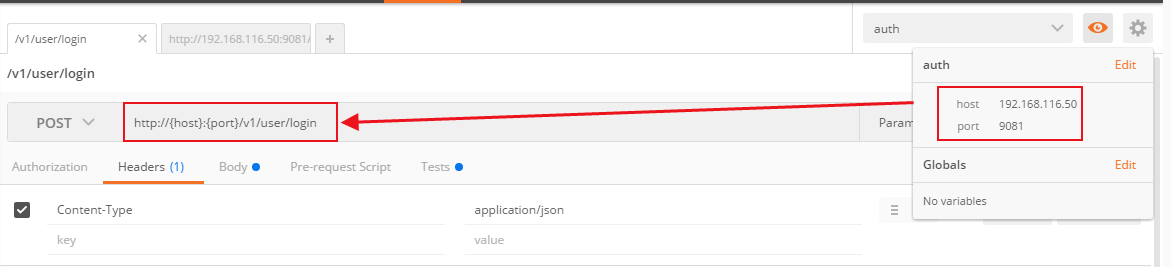 /v1/user/login
http://192.168.116.50:9081/
auth
/v1/user/login
auth
Edit
host 192.168.116.50
port 9081
POST
http://{host}:{port}/v1/user/login
Param
Authorization Headers (1) Body Pre-request Script Tests
Globals
Edit
No variables
Content-Type application/json
key value